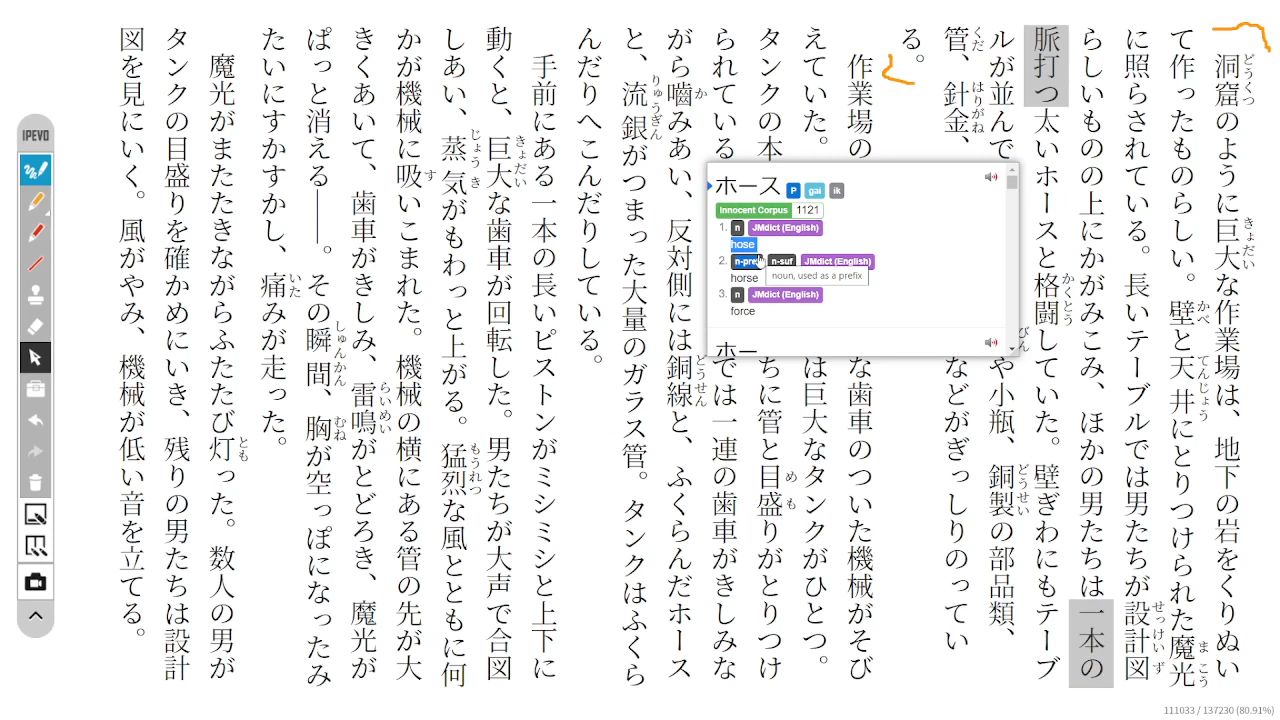 洞窟のように巨大な作業場は、地下の岩をくりぬい
て作ったものらしい。壁と天井にとりつけられた魔光
に照らされている。長いテーブルでは男たちが設計図
らしいものの上にかがみこみ、ほかの男たちは一本の
脈打つ太いホースと格闘していた。壁ぎわにもテーブ
ルが並んで や小瓶、銅製の部品類、
管、針金、 などがぎっしりのってい
る。
作業場の な歯車のついた機械がそび
えていた。 は巨大なタンクがひとつ。
タンクの本 ちに管と目盛りがとりつけ
られている では一連の歯車がきしみな
がら嚙みあい、反対側には銅線と、ふくらんだホース
と、流銀がつまった大量のガラス管。タンクはふくら
んだりへこんだりしている。
手前にある一本の長いピストンがミシミシと上下に
動くと、巨大な歯車が回転した。男たちが大声で合図
しあい、蒸気がもわっと上がる。猛烈な風とともに何
かが機械に吸いこまれた。機械の横にある管の先が大
きくあいて、歯車がきしみ、雷鳴がとどろき、魔光が
ぱっと消える――。その瞬間、胸が空っぽになったみ
たいにすかすかし、痛みが走った。
魔光がまたたきながらふたたび灯った。数人の男が
タンクの目盛りを確かめにいき、残りの男たちは設計
図を見にいく。風がやみ、機械が低い音を立てる。
ホース P gai ik
Innocent Corpus 1121
1. n JMdict (English)
hose
2. n-pref n-suf JMdict (English)
horse
noun, used as a prefix
3. n JMdict (English)
force
ホー
IPEVO
111033 / 137230 (80.91%)